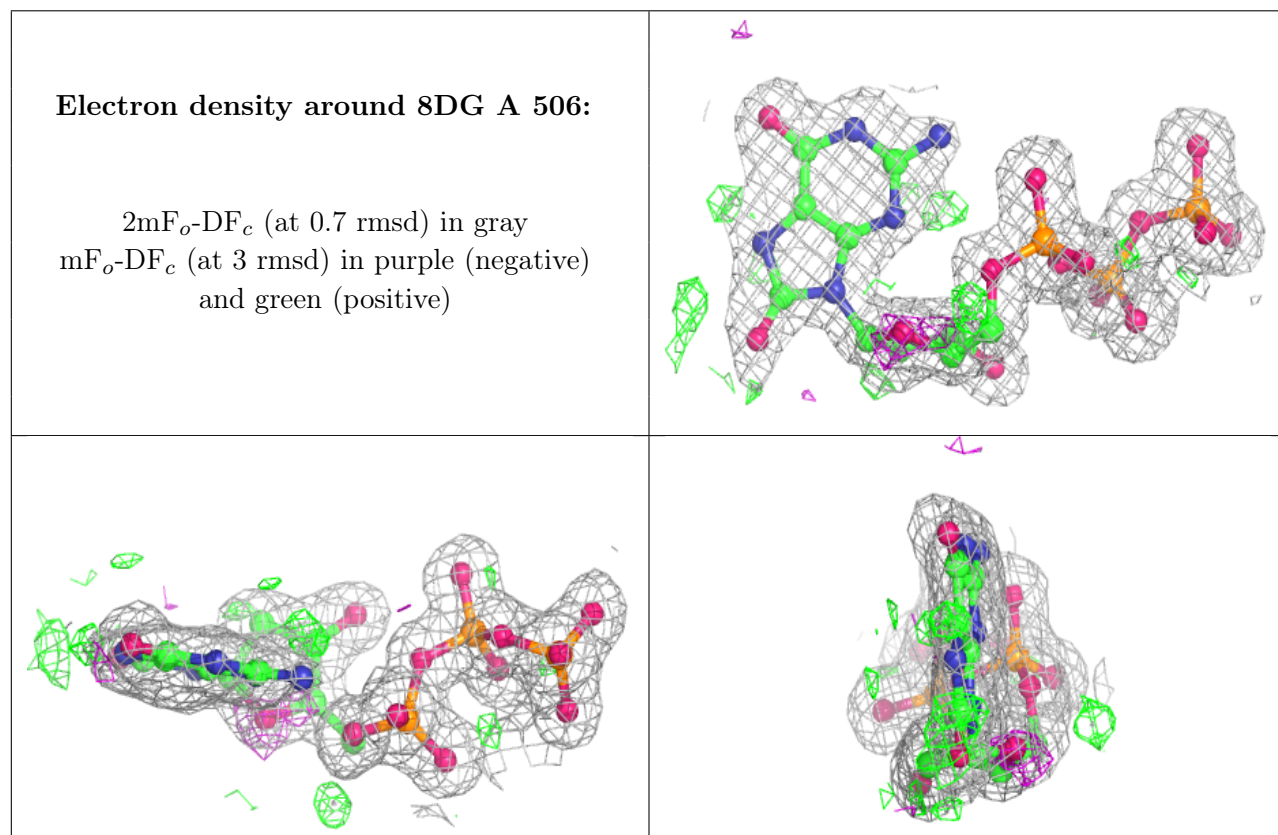 Electron density around 8DG A 506:
2mFₒ-DF𝒸 (at 0.7 rmsd) in gray
mFₒ-DF𝒸 (at 3 rmsd) in purple (negative)
and green (positive)